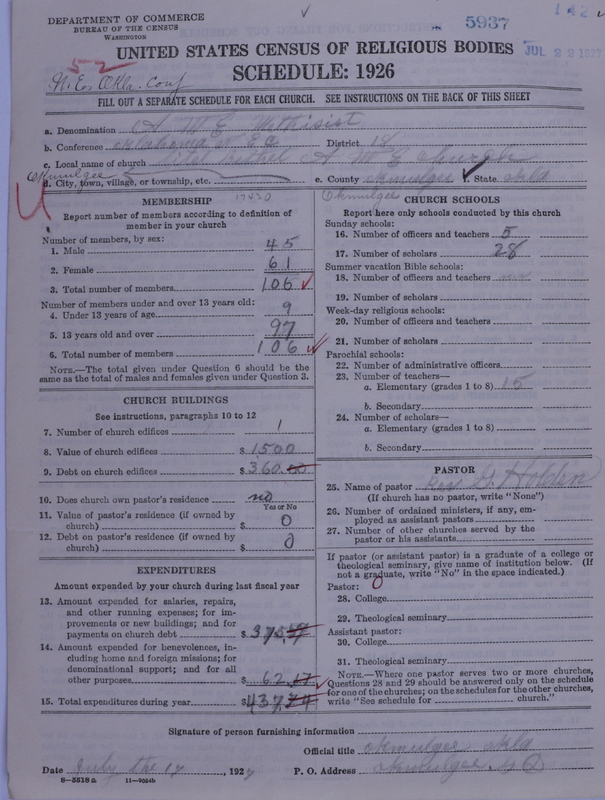 DEPARTMENT OF COMMERCE
BUREAU OF THE CENSUS
WASHINGTON
5937
142
JUL 22 1927
UNITED STATES CENSUS OF RELIGIOUS BODIES
SCHEDULE: 1926
52
N. E. Okla. Conf
FILL OUT A SEPARATE SCHEDULE FOR EACH CHURCH. SEE INSTRUCTIONS ON THE BACK OF THIS SHEET
a. Denomination A M E Methisist
b. Conference Oklahoma District 18
c. Local name of church Bethel A M E Church
Okmulgee
d. City, town, village, or township, etc. e. County Okmulgee State Okla
Okmulgee
MEMBERSHIP
Report number of members according to definition of member in your church
Number of members, by sex:
1. Male 45
2. Female 61
3. Total number of members 106
Number of members under and over 13 years old:
4. Under 13 years of age 9
5. 13 years old and over 97
6. Total number of members 106
NOTE.—The total given under Question 6 should be the same as the total of males and females given under Question 3.
CHURCH BUILDINGS
See instructions, paragraphs 10 to 12
7. Number of church edifices 1
8. Value of church edifices $ 1500
9. Debt on church edifices $ 360.00
10. Does church own pastor's residence no
Yes or No
11. Value of pastor's residence (if owned by church) $ 0
12. Debt on pastor's residence (if owned by church) $ 0
EXPENDITURES
Amount expended by your church during last fiscal year
13. Amount expended for salaries, repairs, and other running expenses; for improvements or new buildings; and for payments on church debt $ 375
14. Amount expended for benevolences, including home and foreign missions; for denominational support; and for all other purposes $ 62
15. Total expenditures during year $ 437
CHURCH SCHOOLS
Report here only schools conducted by this church
Sunday schools:
16. Number of officers and teachers 5
17. Number of scholars 28
Summer vacation Bible schools:
18. Number of officers and teachers
19. Number of scholars
Week-day religious schools:
20. Number of officers and teachers
21. Number of scholars
Parochial schools:
22. Number of administrative officers
23. Number of teachers—
a. Elementary (grades 1 to 8) 15
b. Secondary
24. Number of scholars—
a. Elementary (grades 1 to 8)
b. Secondary
PASTOR
25. Name of pastor Rev G.
(If church has no pastor, write "None")
26. Number of ordained ministers, if any, employed as assistant pastors
27. Number of other churches served by the pastor or his assistants
If pastor (or assistant pastor) is a graduate of a college or theological seminary, give name of institution below. (If not a graduate, write "No" in the space indicated.)
Pastor: 0
28. College
29. Theological seminary
Assistant pastor:
30. College
31. Theological seminary
NOTE.—Where one pastor serves two or more churches, Questions 28 and 29 should be answered only on the schedule for one of the churches; on the schedules for the other churches, write "See schedule for church."
Signature of person furnishing information
Official title Okmulgee Okla
Date July the 17, 1927 P. O. Address Okmulgee
8—5518a 11—9024b